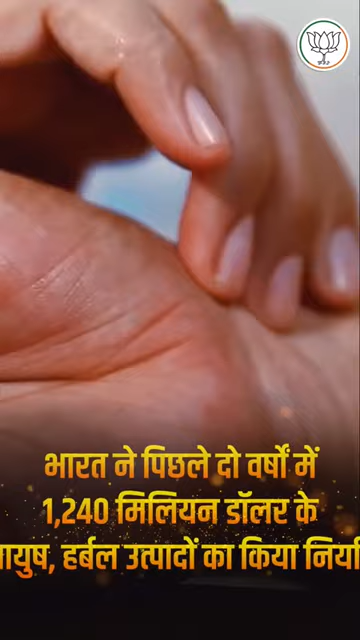 भारत ने पिछले दो वर्षों में
1,240 मिलियन डॉलर के
हर्बल उत्पादों का किया